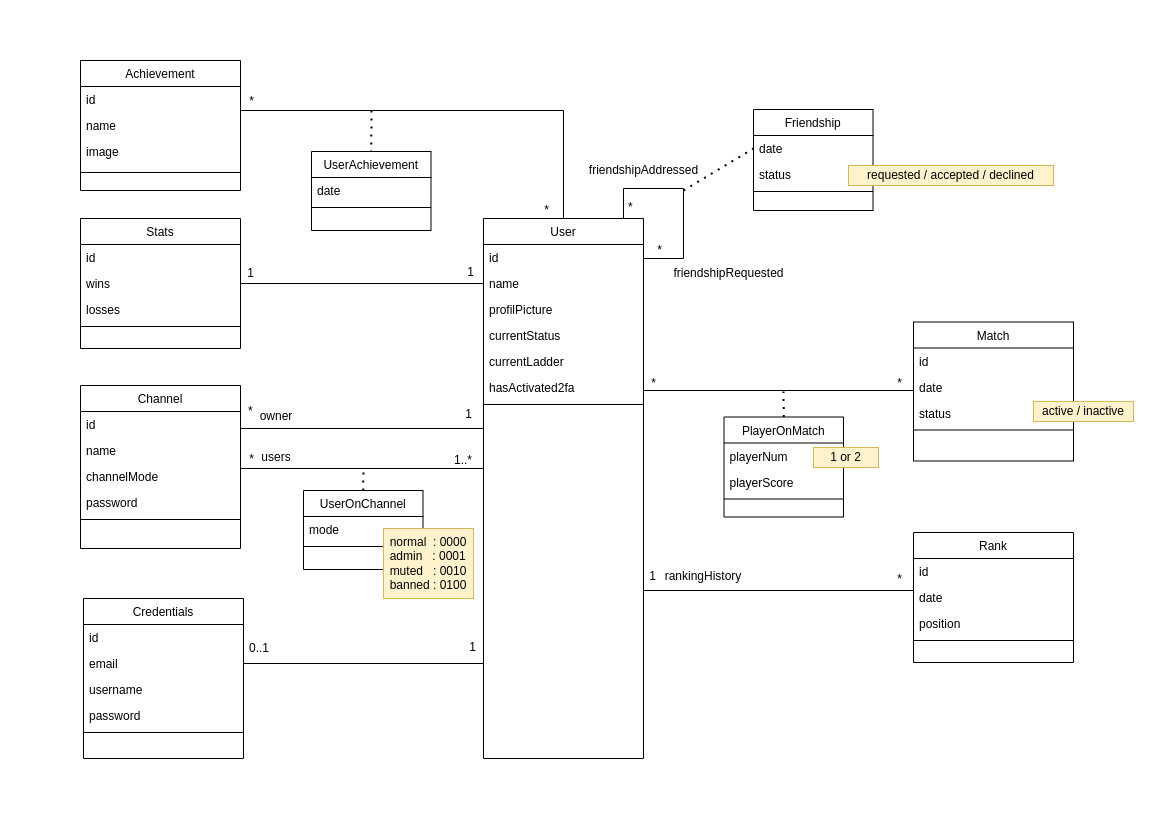 Achievement
id
name
image
*
UserAchievement
date
*
Friendship
date
status
requested / accepted / declined
friendshipAddressed
*
*
friendshipRequested
Stats
id
wins
losses
1
1
User
id
name
profilPicture
currentStatus
currentLadder
hasActivated2fa
Match
id
date
status
active / inactive
*
*
PlayerOnMatch
playerNum
1 or 2
playerScore
Channel
id
name
channelMode
password
* owner
1
* users
1..*
UserOnChannel
mode
normal : 0000
admin : 0001
muted : 0010
banned : 0100
Rank
id
date
position
1 rankingHistory
*
Credentials
id
email
username
password
0..1
1